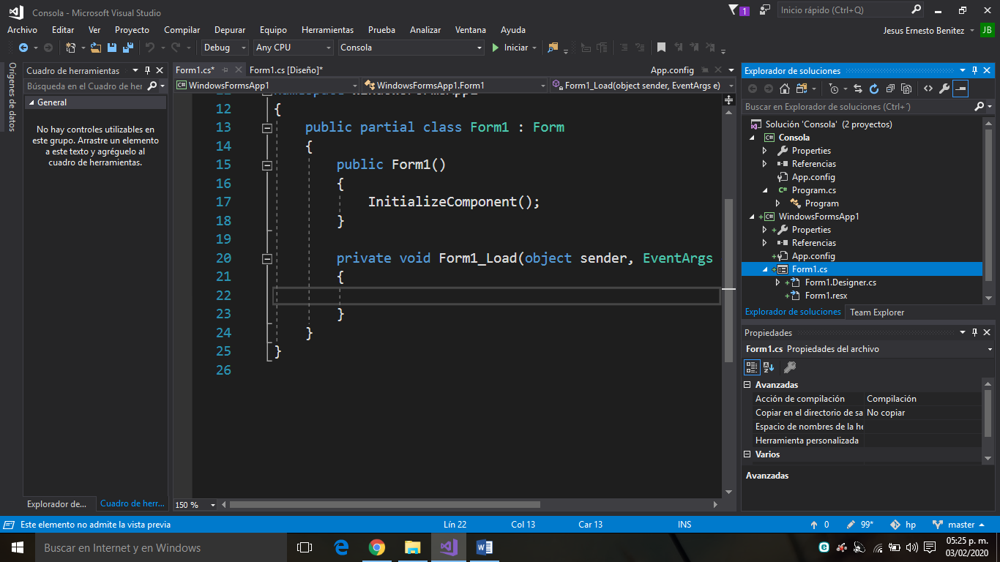 Consola - Microsoft Visual Studio
1
Inicio rápido (Ctrl+Q)
Archivo Editar Ver Proyecto Compilar Depurar Equipo Herramientas Prueba Analizar Ventana Ayuda
Jesus Ernesto Benitez JB
Debug Any CPU Consola Iniciar
Orígenes de datos
Cuadro de herramientas
Búsqueda en el Cuadro de her
General
No hay controles utilizables en
este grupo. Arrastre un elemento
a este texto y agréguelo al
cuadro de herramientas.
Explorador de... Cuadro de herr...
Form1.cs* Form1.cs [Diseño]* App.config
WindowsFormsApp1 WindowsFormsApp1.Form1 Form1_Load(object sender, EventArgs e)
12 {
13 public partial class Form1 : Form
14 {
15 public Form1()
16 {
17 InitializeComponent();
18 }
19
20 private void Form1_Load(object sender, EventArgs
21 {
22
23 }
24 }
25 }
26
150 %
Explorador de soluciones
Buscar en Explorador de soluciones (Ctrl+´)
Solución 'Consola' (2 proyectos)
Consola
Properties
Referencias
App.config
Program.cs
Program
WindowsFormsApp1
Properties
Referencias
App.config
Form1.cs
Form1.Designer.cs
Form1.resx
Explorador de soluciones Team Explorer
Propiedades
Form1.cs Propiedades del archivo
Avanzadas
Acción de compilación Compilación
Copiar en el directorio de sa No copiar
Espacio de nombres de la he
Herramienta personalizada
Varios
Avanzadas
Este elemento no admite la vista previa Lín 22 Col 13 Car 13 INS 0 99* hp master
Buscar en Internet y en Windows
05:25 p. m.
03/02/2020